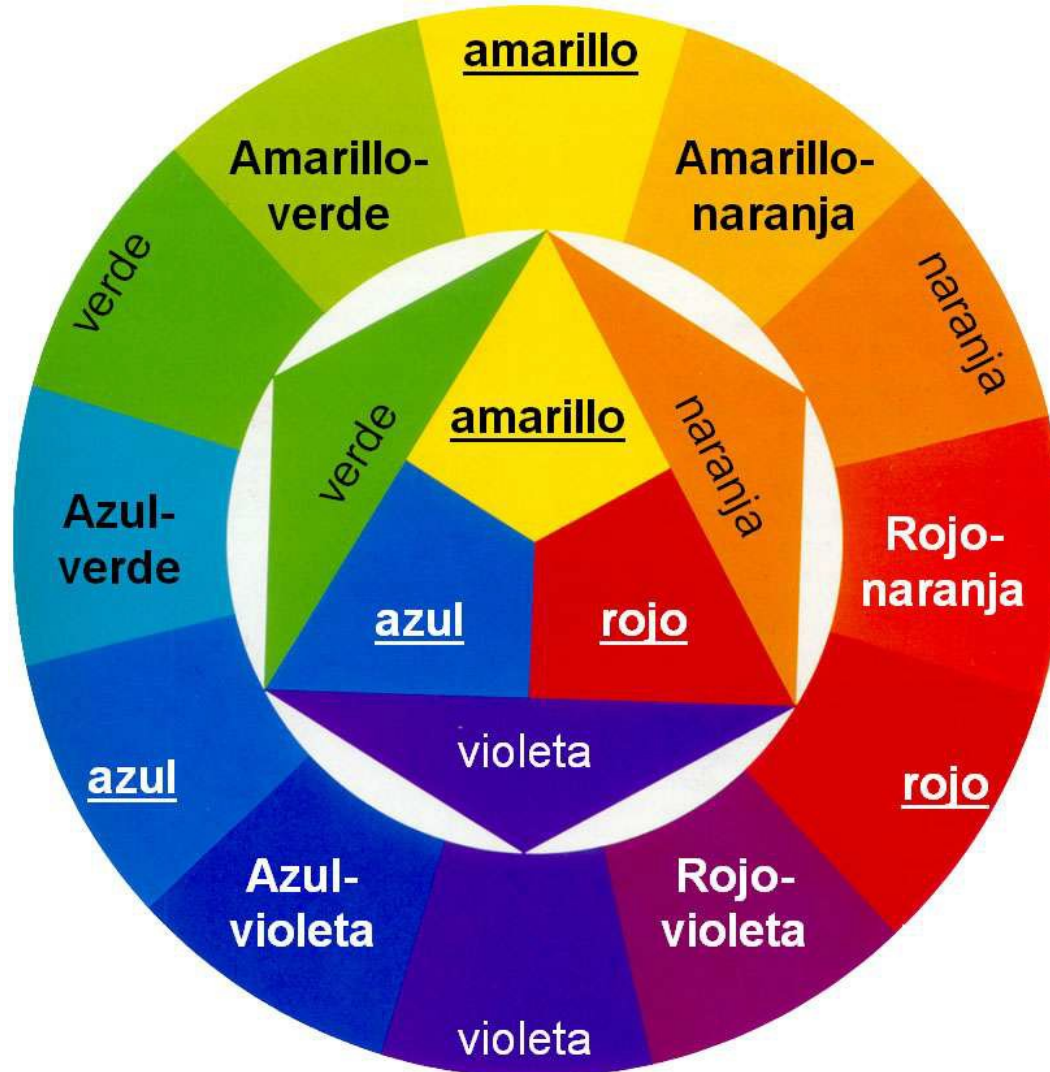 amarillo
Amarillo-
verde
Amarillo-
naranja
verde
naranja
amarillo
verde
naranja
Azul-
verde
Rojo-
naranja
azul
rojo
violeta
azul
rojo
Azul-
violeta
Rojo-
violeta
violeta